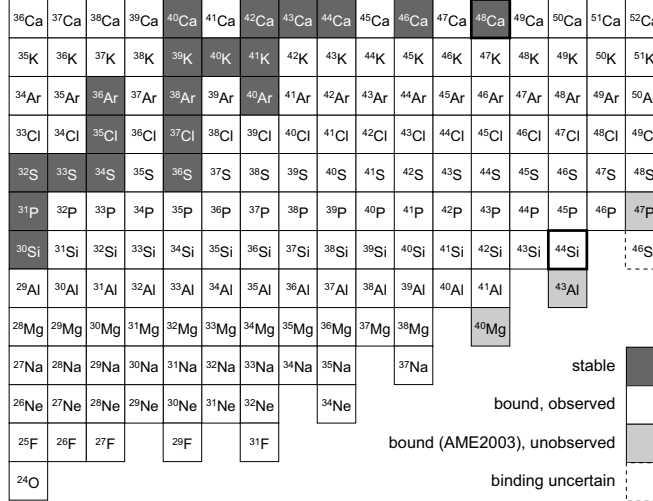 ³⁶Ca ³⁷Ca ³⁸Ca ³⁹Ca ⁴⁰Ca ⁴¹Ca ⁴²Ca ⁴³Ca ⁴⁴Ca ⁴⁵Ca ⁴⁶Ca ⁴⁷Ca ⁴⁸Ca ⁴⁹Ca ⁵⁰Ca ⁵¹Ca ⁵²Ca
³⁵K ³⁶K ³⁷K ³⁸K ³⁹K ⁴⁰K ⁴¹K ⁴²K ⁴³K ⁴⁴K ⁴⁵K ⁴⁶K ⁴⁷K ⁴⁸K ⁴⁹K ⁵⁰K ⁵¹K
³⁴Ar ³⁵Ar ³⁶Ar ³⁷Ar ³⁸Ar ³⁹Ar ⁴⁰Ar ⁴¹Ar ⁴²Ar ⁴³Ar ⁴⁴Ar ⁴⁵Ar ⁴⁶Ar ⁴⁷Ar ⁴⁸Ar ⁴⁹Ar ⁵⁰A
³³Cl ³⁴Cl ³⁵Cl ³⁶Cl ³⁷Cl ³⁸Cl ³⁹Cl ⁴⁰Cl ⁴¹Cl ⁴²Cl ⁴³Cl ⁴⁴Cl ⁴⁵Cl ⁴⁶Cl ⁴⁷Cl ⁴⁸Cl ⁴⁹C
³²S ³³S ³⁴S ³⁵S ³⁶S ³⁷S ³⁸S ³⁹S ⁴⁰S ⁴¹S ⁴²S ⁴³S ⁴⁴S ⁴⁵S ⁴⁶S ⁴⁷S ⁴⁸S
³¹P ³²P ³³P ³⁴P ³⁵P ³⁶P ³⁷P ³⁸P ³⁹P ⁴⁰P ⁴¹P ⁴²P ⁴³P ⁴⁴P ⁴⁵P ⁴⁶P ⁴⁷P
³⁰Si ³¹Si ³²Si ³³Si ³⁴Si ³⁵Si ³⁶Si ³⁷Si ³⁸Si ³⁹Si ⁴⁰Si ⁴¹Si ⁴²Si ⁴³Si ⁴⁴Si ⁴⁶S
²⁹Al ³⁰Al ³¹Al ³²Al ³³Al ³⁴Al ³⁵Al ³⁶Al ³⁷Al ³⁸Al ³⁹Al ⁴⁰Al ⁴¹Al ⁴³Al
²⁸Mg ²⁹Mg ³⁰Mg ³¹Mg ³²Mg ³³Mg ³⁴Mg ³⁵Mg ³⁶Mg ³⁷Mg ³⁸Mg ⁴⁰Mg
²⁷Na ²⁸Na ²⁹Na ³⁰Na ³¹Na ³²Na ³³Na ³⁴Na ³⁵Na ³⁷Na stable
²⁶Ne ²⁷Ne ²⁸Ne ²⁹Ne ³⁰Ne ³¹Ne ³²Ne ³⁴Ne bound, observed
²⁵F ²⁶F ²⁷F ²⁹F ³¹F bound (AME2003), unobserved
²⁴O binding uncertain